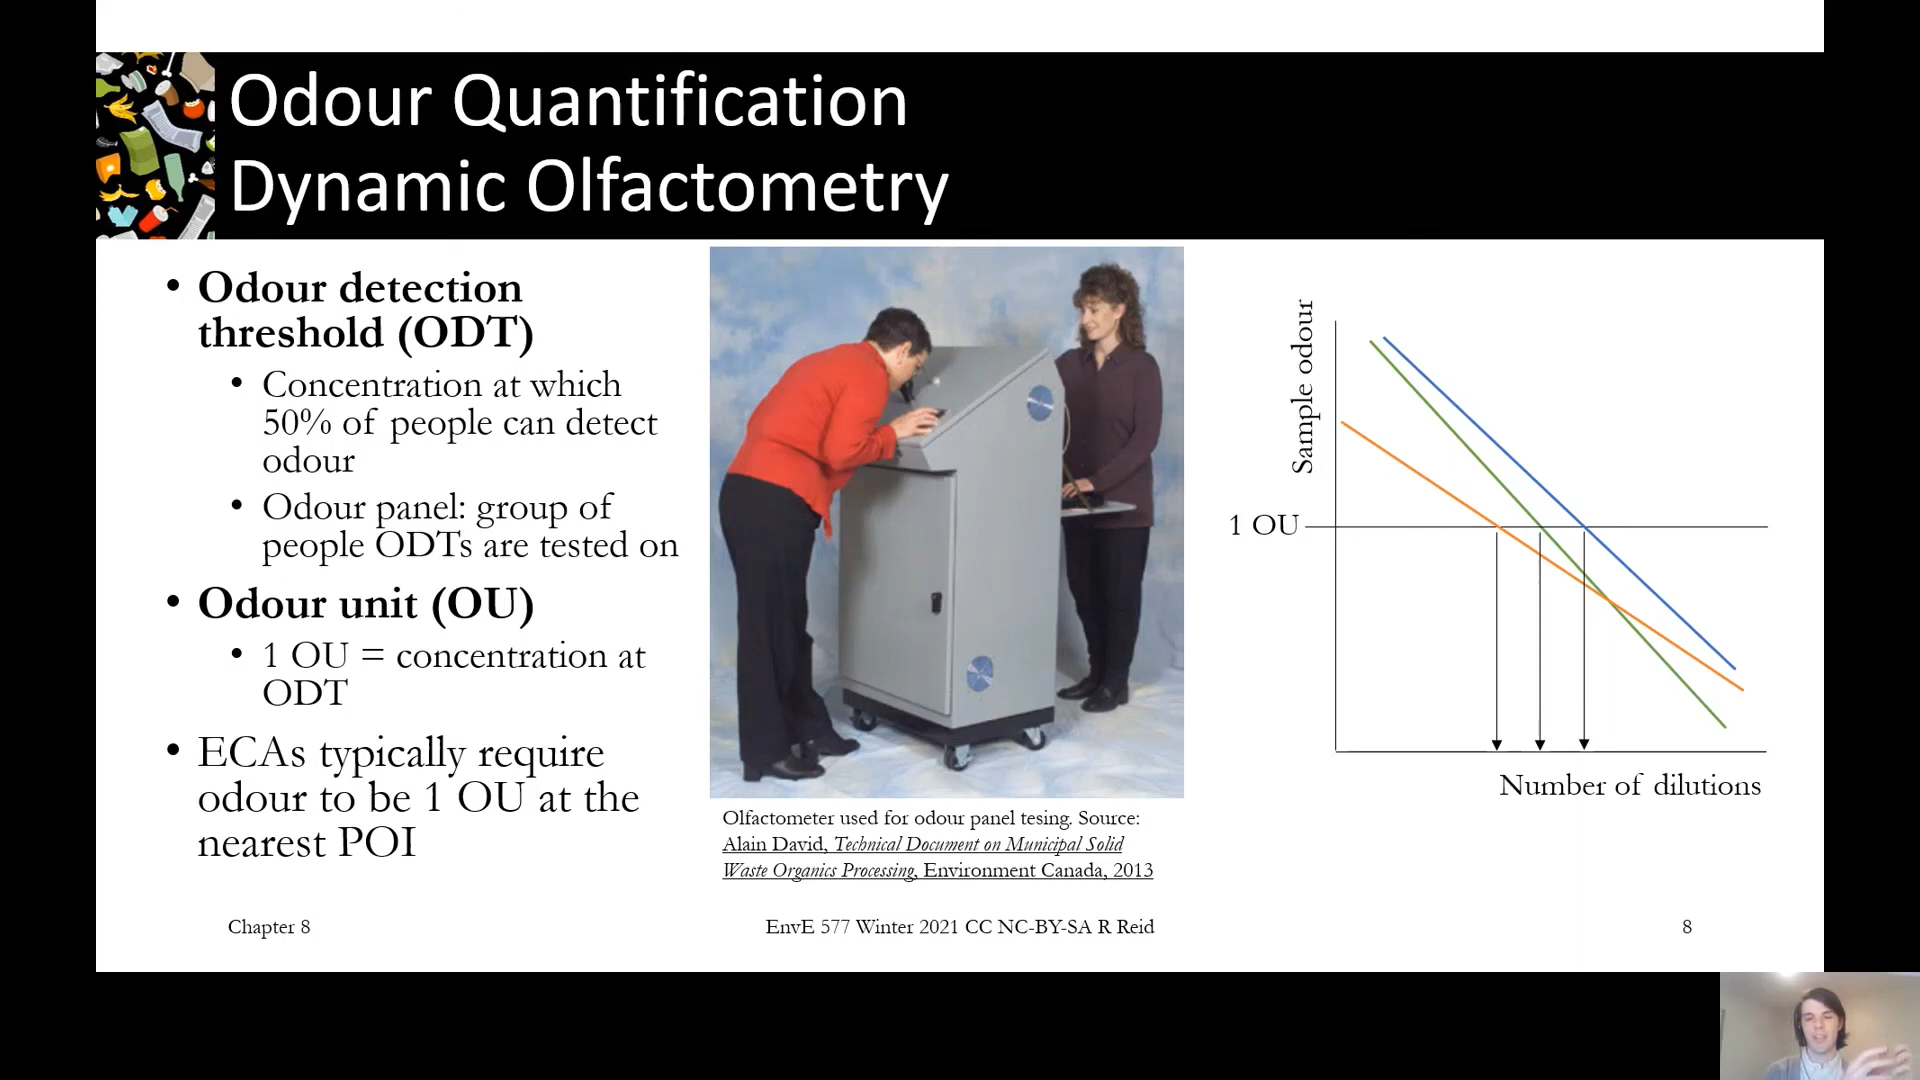 Odour Quantification
Dynamic Olfactometry
• Odour detection
threshold (ODT)
• Concentration at which
50% of people can detect
odour
• Odour panel: group of
people ODTs are tested on
• Odour unit (OU)
• 1 OU = concentration at
ODT
• ECAs typically require
odour to be 1 OU at the
nearest POI
Olfactometer used for odour panel tesing. Source:
Alain David, Technical Document on Municipal Solid
Waste Organics Processing, Environment Canada, 2013
Sample odour
1 OU
Number of dilutions
Chapter 8
EnvE 577 Winter 2021 CC NC-BY-SA R Reid
8